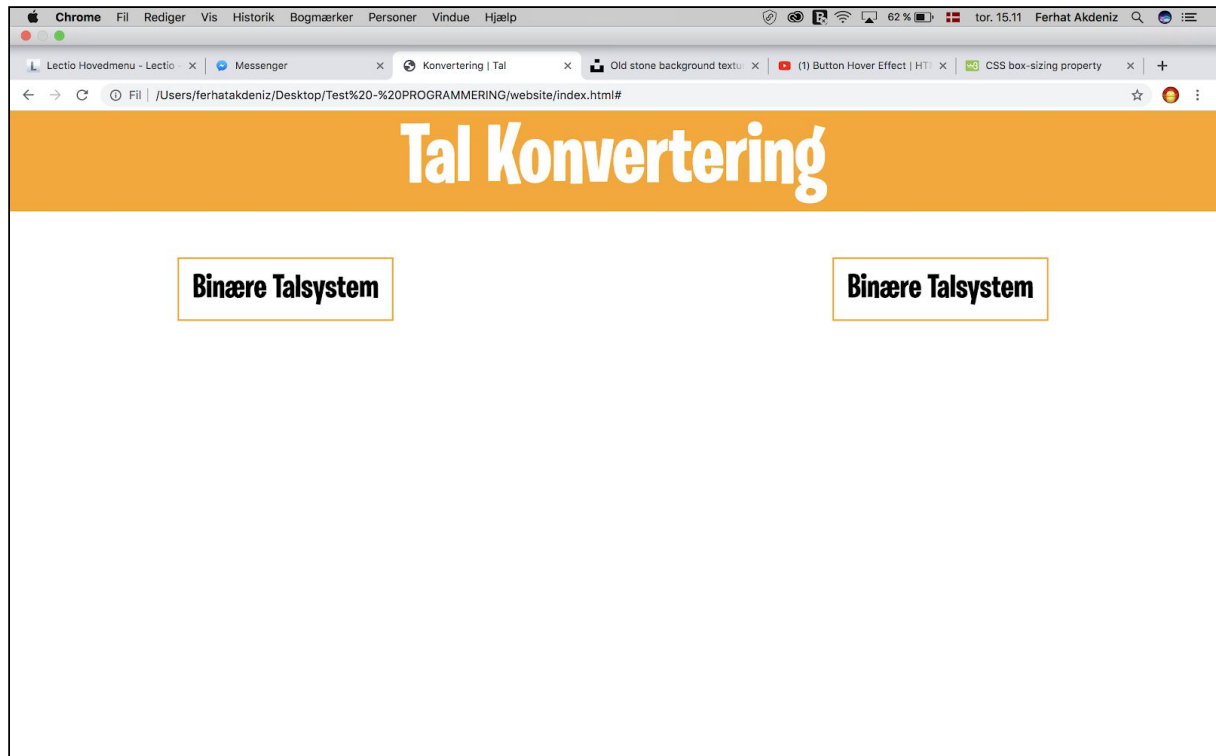 Chrome Fil Rediger Vis Historik Bogmærker Personer Vindue Hjælp 62 % tor. 15.11 Ferhat Akdeniz
Lectio Hovedmenu - Lectio - Messenger Konvertering | Tal Old stone background textu (1) Button Hover Effect | HT CSS box-sizing property
Fil | /Users/ferhatakdeniz/Desktop/Test%20-%20PROGRAMMERING/website/index.html#
Tal Konvertering
Binære Talsystem Binære Talsystem